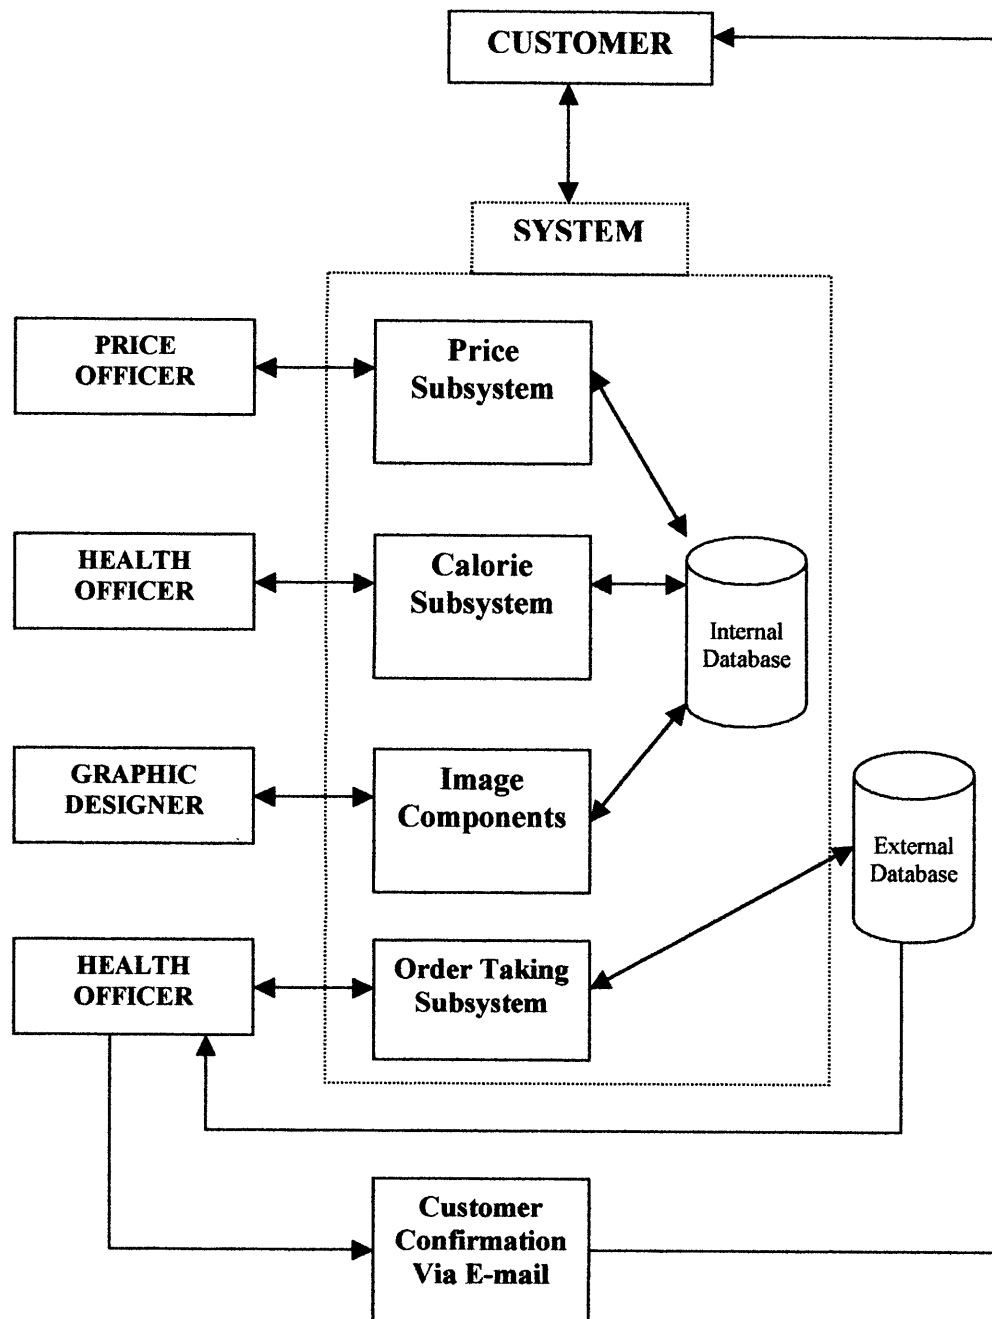 CUSTOMER
SYSTEM
PRICE
OFFICER
Price
Subsystem
HEALTH
OFFICER
Calorie
Subsystem
Internal
Database
GRAPHIC
DESIGNER
Image
Components
External
Database
HEALTH
OFFICER
Order Taking
Subsystem
Customer
Confirmation
Via E-mail